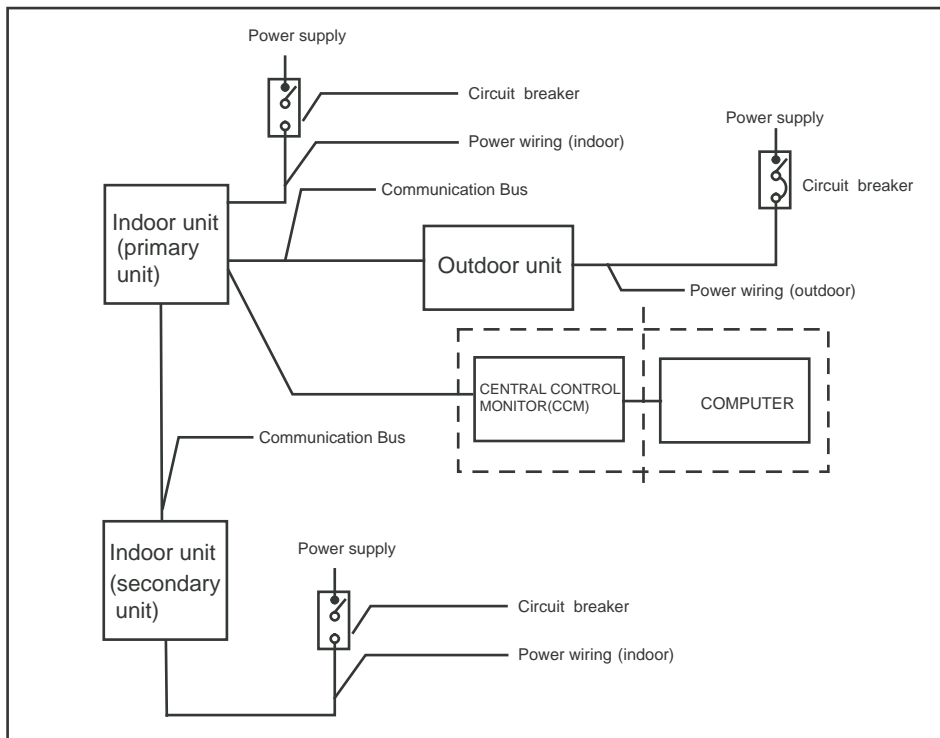 Power supply
Circuit breaker
Power wiring (indoor)
Communication Bus
Indoor unit
(primary
unit)
Power supply
Circuit breaker
Outdoor unit
Power wiring (outdoor)
CENTRAL CONTROL
MONITOR(CCM)
COMPUTER
Communication Bus
Indoor unit
(secondary
unit)
Power supply
Circuit breaker
Power wiring (indoor)